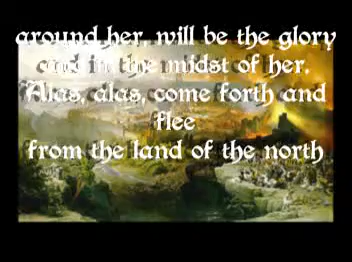 around her, will be the glory
and in the midst of her.
Alas, alas, come forth and
flee
from the land of the north